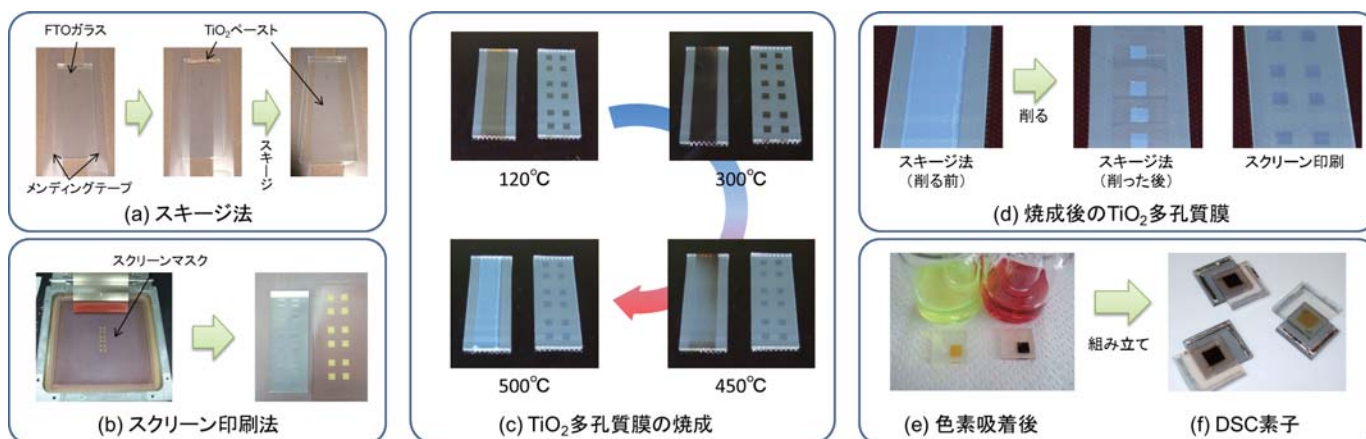 FTOガラス
TiO2ペースト
スキージ
メンディングテープ
(a) スキージ法
スクリーンマスク
(b) スクリーン印刷法
120℃
300℃
500℃
450℃
(c) TiO2多孔質膜の焼成
削る
スキージ法
(削る前)
スキージ法
(削った後)
スクリーン印刷
(d) 焼成後のTiO2多孔質膜
組み立て
(e) 色素吸着後
(f) DSC素子